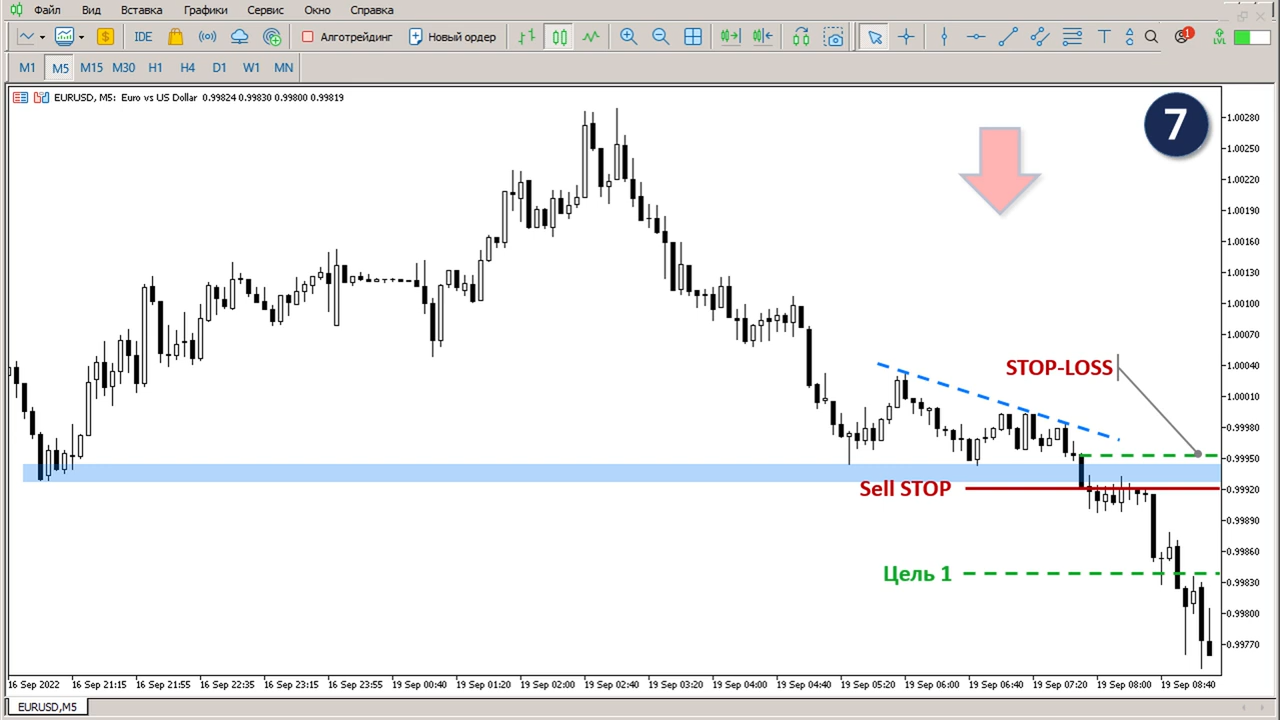 Файл Вид Вставка Графики Сервис Окно Справка
$ IDE Алготрейдинг Новый ордер T 1 LVL
M1 M5 M15 M30 H1 H4 D1 W1 MN
EURUSD, M5: Euro vs US Dollar 0.99824 0.99830 0.99800 0.99819
7
1.00280
1.00250
1.00220
1.00190
1.00160
1.00130
1.00100
1.00070
1.00040
STOP-LOSS
1.00010
0.99980
0.99950
Sell STOP
0.99920
0.99890
0.99860
Цель 1
0.99830
0.99800
0.99770
16 Sep 2022 16 Sep 21:15 16 Sep 21:55 16 Sep 22:35 16 Sep 23:15 16 Sep 23:55 19 Sep 00:40 19 Sep 01:20 19 Sep 02:00 19 Sep 02:40 19 Sep 03:20 19 Sep 04:00 19 Sep 04:40 19 Sep 05:20 19 Sep 06:00 19 Sep 06:40 19 Sep 07:20 19 Sep 08:00 19 Sep 08:40
EURUSD,M5